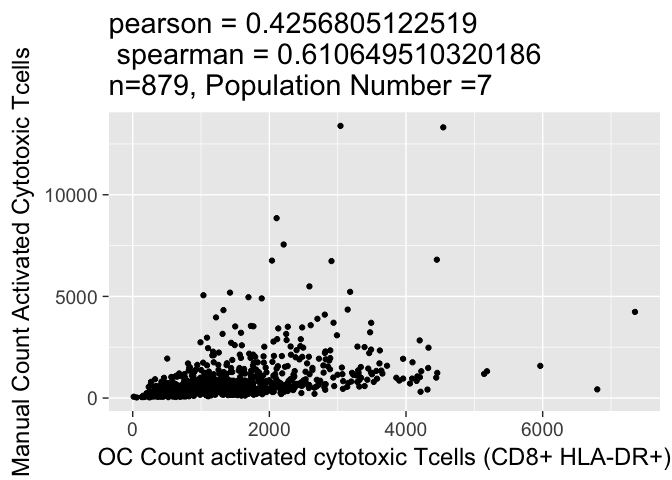 pearson = 0.4256805122519
spearman = 0.610649510320186
n=879, Population Number =7
Manual Count Activated Cytotoxic Tcells
10000
5000
0
0 2000 4000 6000
OC Count activated cytotoxic Tcells (CD8+ HLA-DR+)